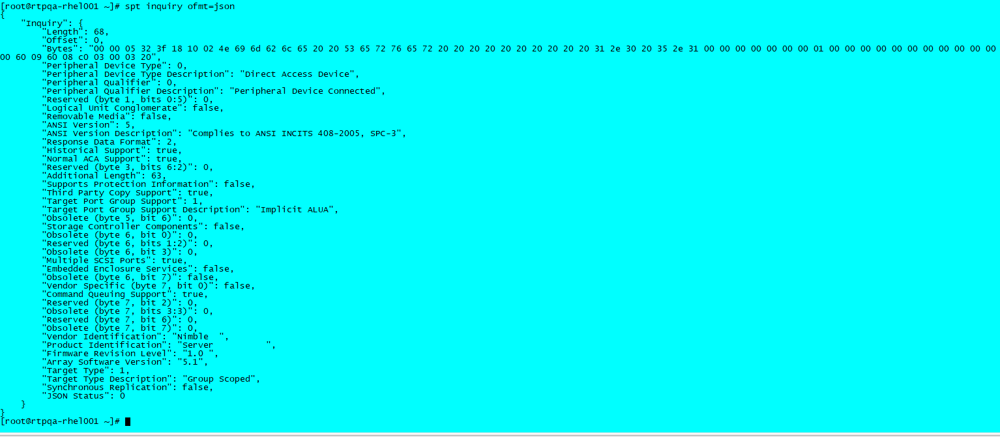 [root@rtpqa-rhel001 ~]# spt inquiry ofmt=json
{
    "Inquiry": {
        "Length": 68,
        "Offset": 0,
        "Bytes": "00 00 05 32 3f 18 10 02 4e 69 6d 62 6c 65 20 20 53 65 72 76 65 72 20 20 20 20 20 20 20 20 20 20 31 2e 30 20 35 2e 31 00 00 00 00 00 00 00 01 00 00 00 00 00 00 00 00 00 00 00
00 60 09 60 08 c0 03 00 03 20",
        "Peripheral Device Type": 0,
        "Peripheral Device Type Description": "Direct Access Device",
        "Peripheral Qualifier": 0,
        "Peripheral Qualifier Description": "Peripheral Device Connected",
        "Reserved (byte 1, bits 0:5)": 0,
        "Logical Unit Conglomerate": false,
        "Removable Media": false,
        "ANSI Version": 5,
        "ANSI Version Description": "Complies to ANSI INCITS 408-2005, SPC-3",
        "Response Data Format": 2,
        "Historical Support": true,
        "Normal ACA Support": true,
        "Reserved (byte 3, bits 6:2)": 0,
        "Additional Length": 63,
        "Supports Protection Information": false,
        "Third Party Copy Support": true,
        "Target Port Group Support": 1,
        "Target Port Group Support Description": "Implicit ALUA",
        "Obsolete (byte 5, bit 6)": 0,
        "Storage Controller Components": false,
        "Obsolete (byte 6, bit 0)": 0,
        "Reserved (byte 6, bits 1:2)": 0,
        "Obsolete (byte 6, bit 3)": 0,
        "Multiple SCSI Ports": true,
        "Embedded Enclosure Services": false,
        "Obsolete (byte 6, bit 7)": false,
        "Vendor Specific (byte 7, bit 0)": false,
        "Command Queuing Support": true,
        "Reserved (byte 7, bit 2)": 0,
        "Obsolete (byte 7, bits 3:3)": 0,
        "Reserved (byte 7, bit 6)": 0,
        "Obsolete (byte 7, bit 7)": 0,
        "Vendor Identification": "Nimble  ",
        "Product Identification": "Server          ",
        "Firmware Revision Level": "1.0 ",
        "Array Software Version": "5.1",
        "Target Type": 1,
        "Target Type Description": "Group Scoped",
        "Synchronous Replication": false,
        "JSON Status": 0
    }
}
[root@rtpqa-rhel001 ~]#